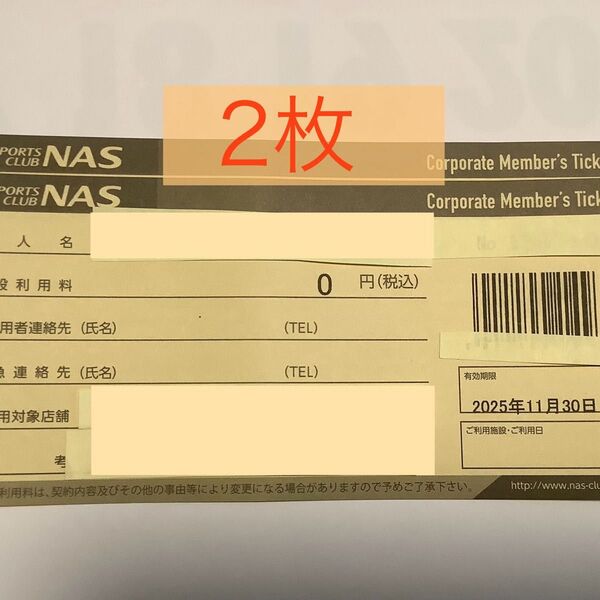 2枚
PORTS
CLUB NAS
Corporate Member's Tick
PORTS
CLUB NAS
Corporate Member's Tick
人名
設利用料 0 円(税込)
用者連絡先(氏名) (TEL)
急連絡先(氏名) (TEL)
有効期限
2025年11月30日
用対象店舗
ご利用施設・ご利用日
考
利用料は、契約内容及びその他の事由等により変更になる場合がありますので予めご了承下さい。
http://www.nas-clu